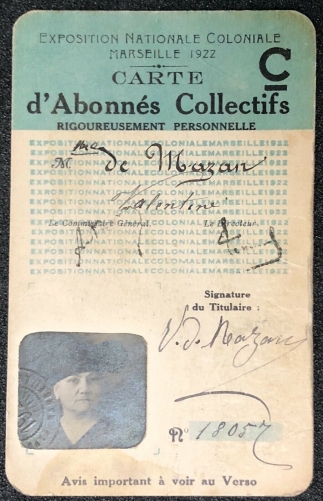 EXPOSITION NATIONALE COLONIALE
MARSEILLE 1922
C
CARTE
d'Abonnés Collectifs
RIGOUREUSEMENT PERSONNELLE
M me de Mazan
Valentine
Le Commissaire Général, Le Directeur,
Signature
du Titulaire :
V. de Mazan
N° 18057
Avis important à voir au Verso